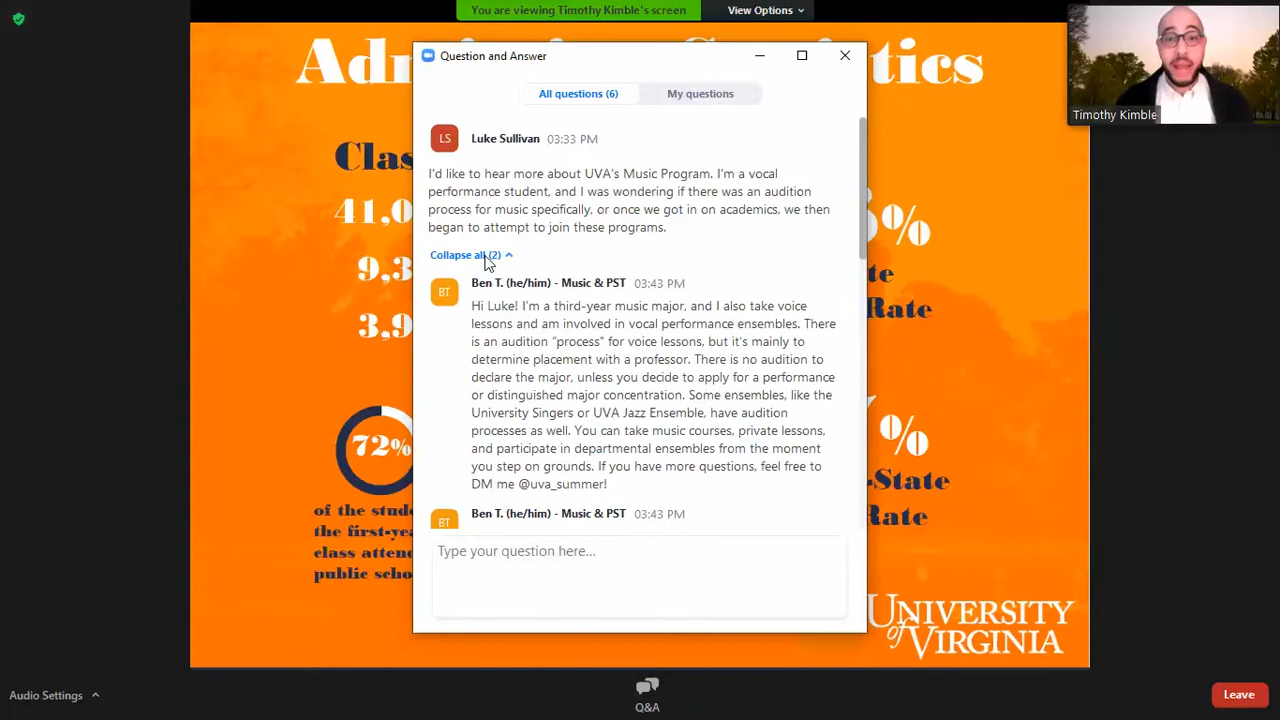 You are viewing Timothy Kimble's screen
View Options
Timothy Kimble
Question and Answer
All questions (6)
My questions
LS
Luke Sullivan 03:33 PM
I'd like to hear more about UVA's Music Program. I'm a vocal
performance student, and I was wondering if there was an audition
process for music specifically, or once we got in on academics, we then
began to attempt to join these programs.
Collapse all (2)
BT
Ben T. (he/him) - Music & PST 03:43 PM
Hi Luke! I'm a third-year music major, and I also take voice
lessons and am involved in vocal performance ensembles. There
is an audition “process” for voice lessons, but it's mainly to
determine placement with a professor. There is no audition to
declare the major, unless you decide to apply for a performance
or distinguished major concentration. Some ensembles, like the
University Singers or UVA Jazz Ensemble, have audition
processes as well. You can take music courses, private lessons,
and participate in departmental ensembles from the moment
you step on grounds. If you have more questions, feel free to
DM me @uva_summer!
BT
Ben T. (he/him) - Music & PST 03:43 PM
Type your question here...
72%
of the
the first-year
class
public
%
Rate
%
-State
Rate
UNIVERSITY
of VIRGINIA
Audio Settings
Q&A
Leave